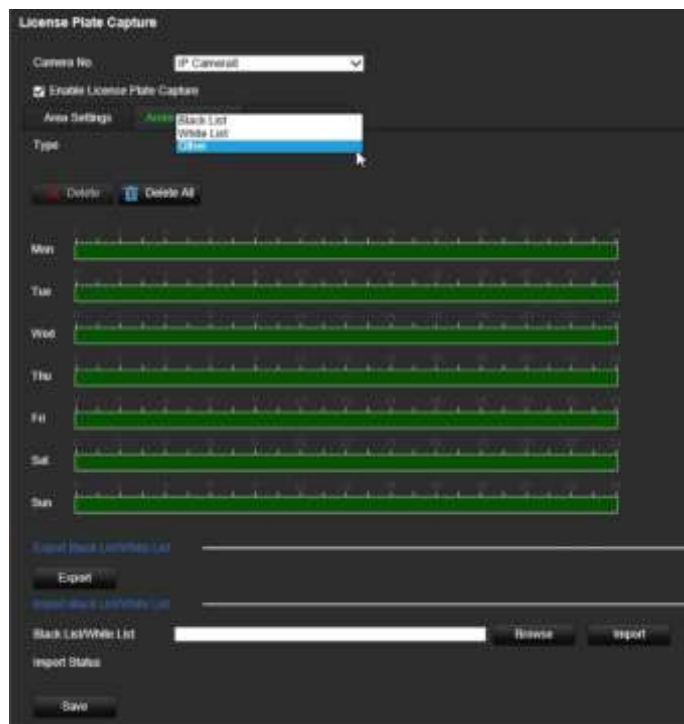 License Plate Capture
Camera No.
Enable License Plate Capture
Area Settings
Black List
White List
Type
Other
Delete
Delete All
Mon
Tue
Wed
Thu
Fri
Sat
Sun
Export Black List/White List
Export
Import Black List/White List
Black List/White List
Browse
Import
Import Status
Save